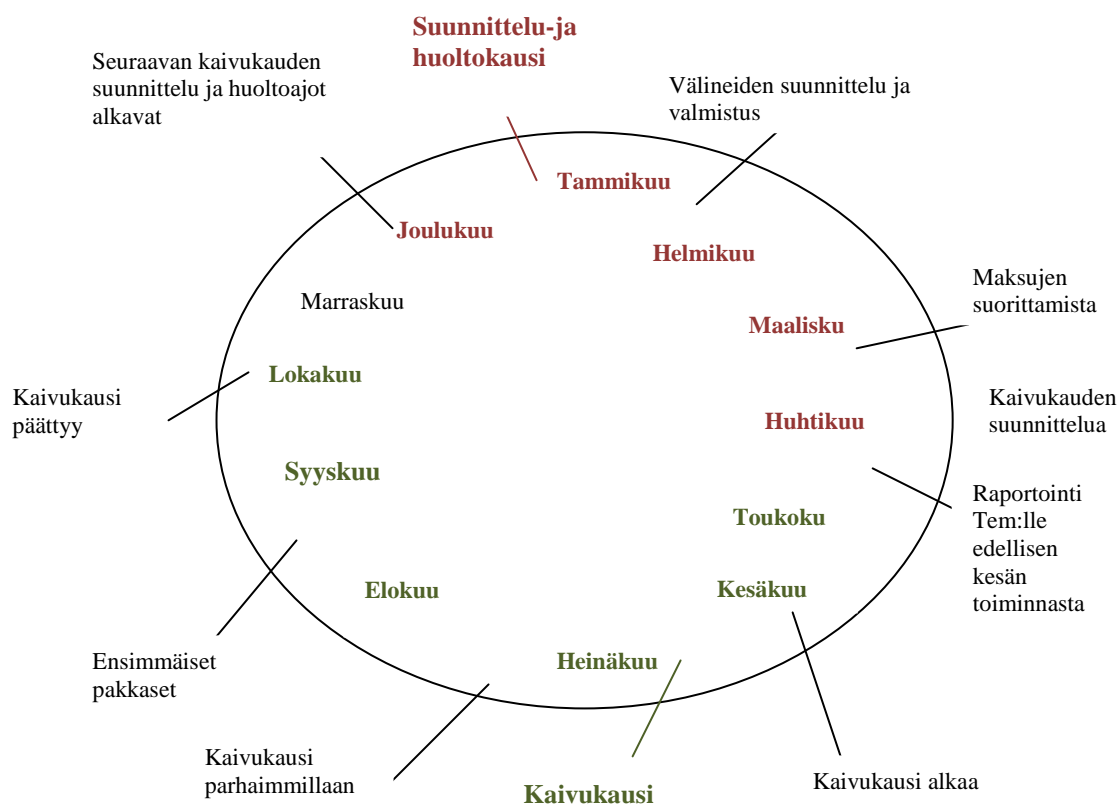 Suunnittelu-ja
huoltokausi
Seuraavan kaivukauden
suunnittelu ja huoltoajot
alkavat
Välineiden suunnittelu ja
valmistus
Tammikuu
Joulukuu
Helmikuu
Marraskuu
Maksujen
suorittamista
Maalisku
Lokakuu
Kaivukausi
päättyy
Kaivukauden
suunnittelua
Huhtikuu
Syyskuu
Raportointi
Tem:lle
edellisen
kesän
toiminnasta
Toukoku
Elokuu
Kesäkuu
Ensimmäiset
pakkaset
Heinäkuu
Kaivukausi
parhaimmillaan
Kaivukausi
Kaivukausi alkaa